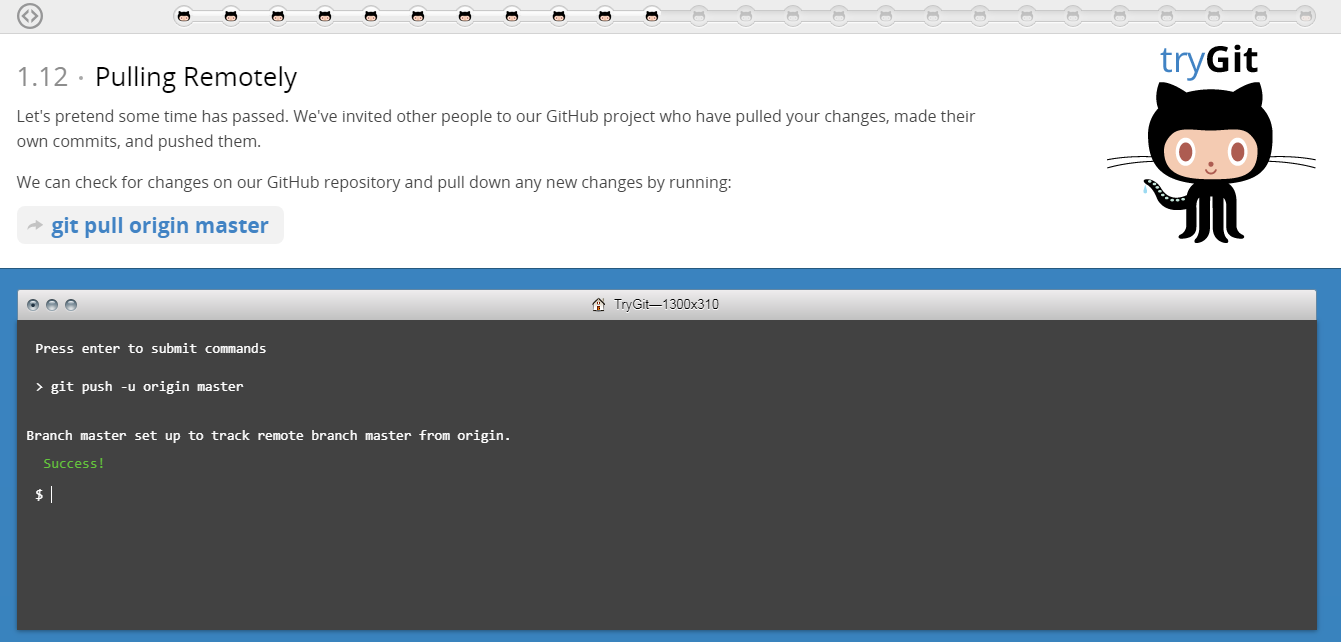 tryGit
1.12 · Pulling Remotely
Let's pretend some time has passed. We've invited other people to our GitHub project who have pulled your changes, made their
own commits, and pushed them.
We can check for changes on our GitHub repository and pull down any new changes by running:
git pull origin master
TryGit—1300x310
Press enter to submit commands
> git push -u origin master
Branch master set up to track remote branch master from origin.
Success!
$